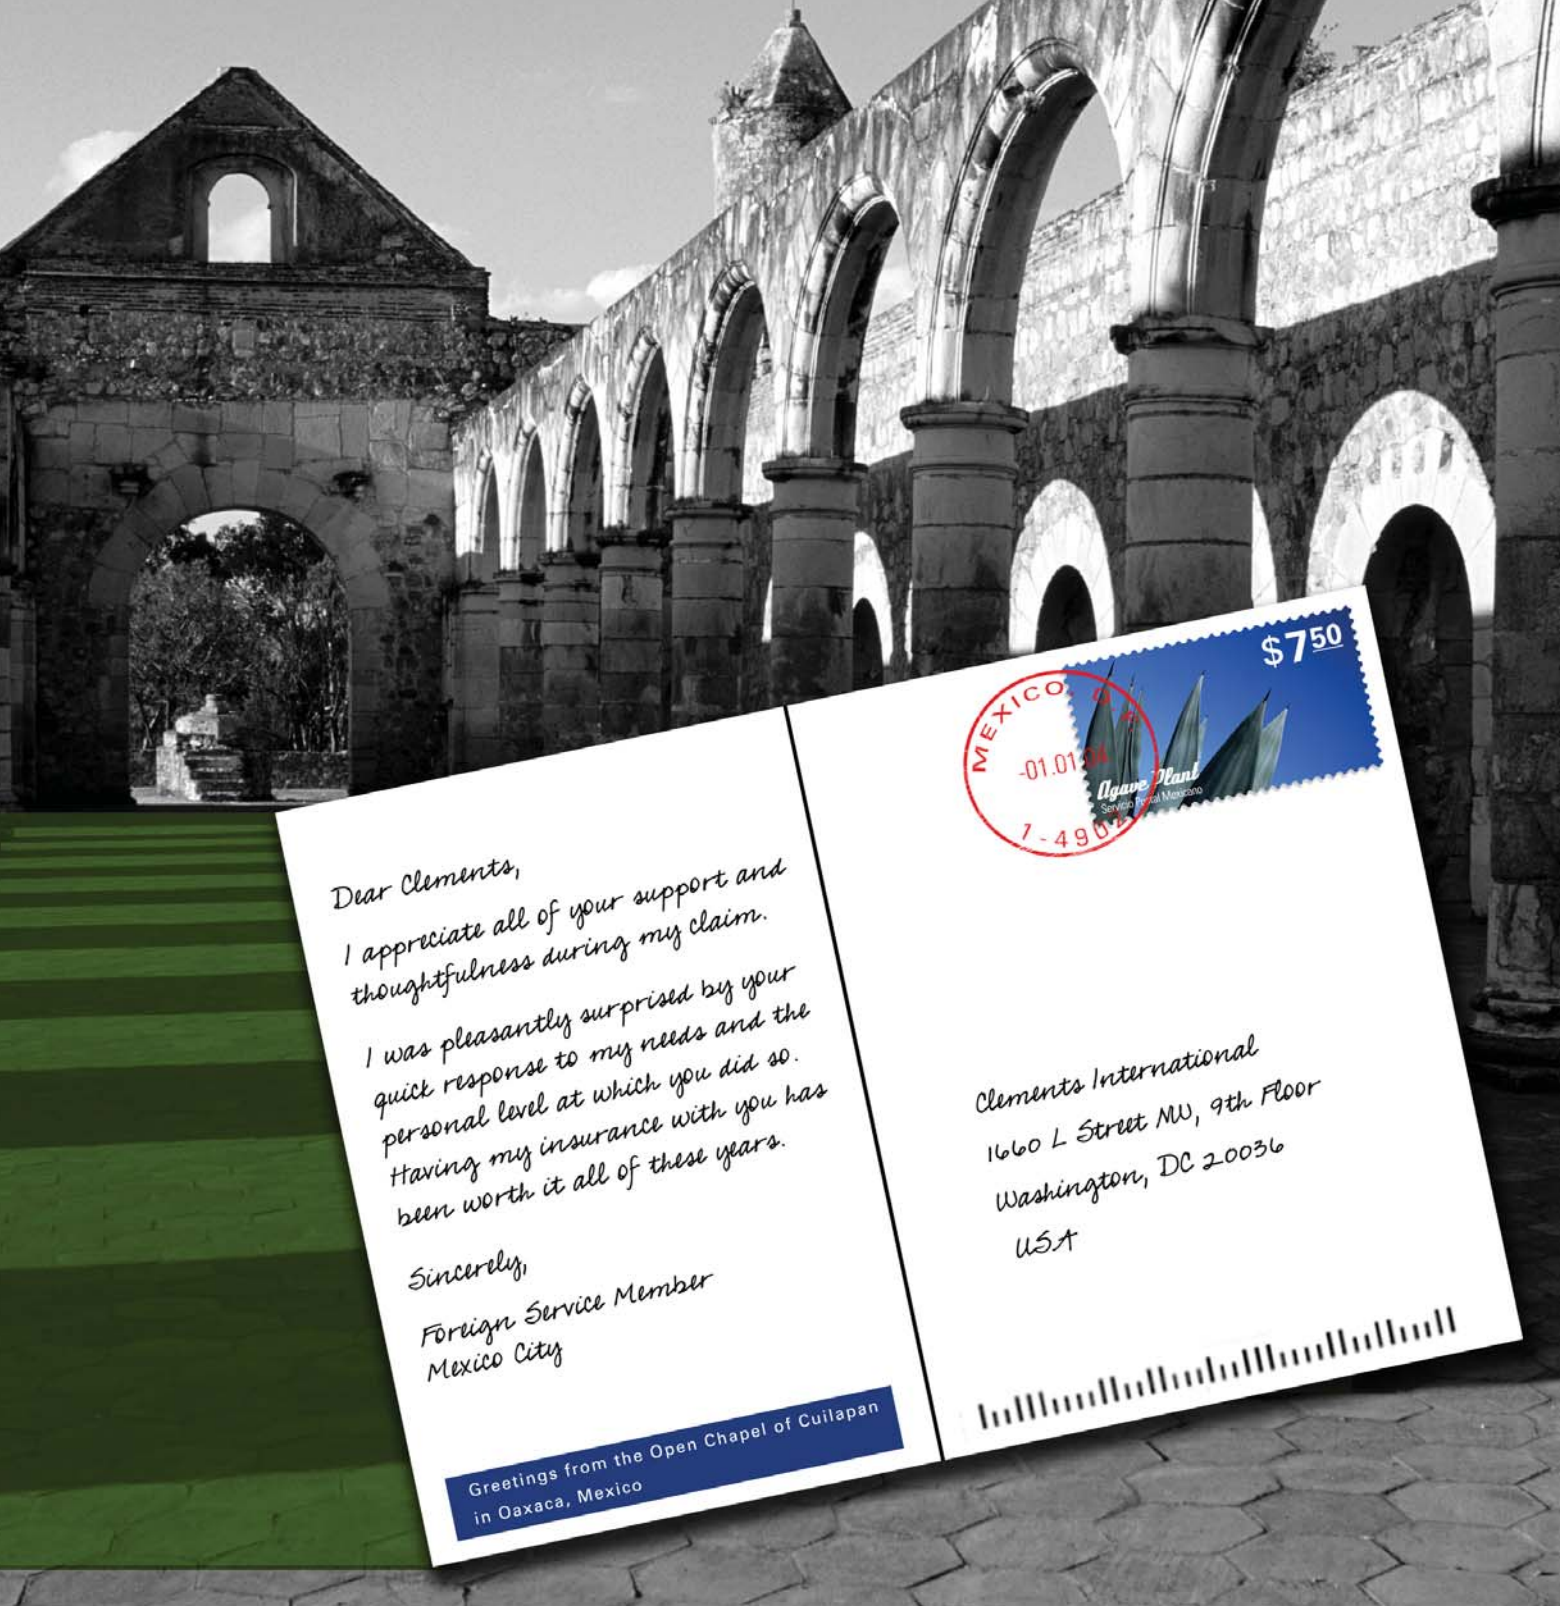 $7.50
MEXICO D.F.
-01.01.04
1-4902
Agave Plant
Servicio Postal Mexicano
Dear Clements,
I appreciate all of your support and
thoughtfulness during my claim.
I was pleasantly surprised by your
quick response to my needs and the
personal level at which you did so.
Having my insurance with you has
been worth it all of these years.
Sincerely,
Foreign Service Member
Mexico City
Greetings from the Open Chapel of Cuilapan
in Oaxaca, Mexico
Clements International
1660 L Street NW, 9th Floor
Washington, DC 20036
USA